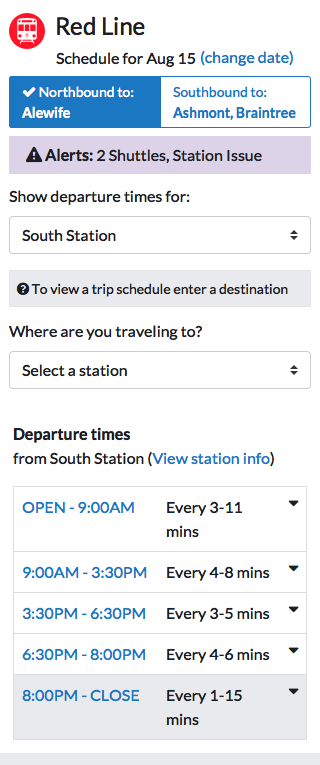 Red Line
Schedule for Aug 15 (change date)
Northbound to:
Alewife
Southbound to:
Ashmont, Braintree
Alerts: 2 Shuttles, Station Issue
Show departure times for:
South Station
To view a trip schedule enter a destination
Where are you traveling to?
Select a station
Departure times
from South Station (View station info)
OPEN - 9:00AM Every 3-11
mins
9:00AM - 3:30PM Every 4-8 mins
3:30PM - 6:30PM Every 3-5 mins
6:30PM - 8:00PM Every 4-6 mins
8:00PM - CLOSE Every 1-15
mins